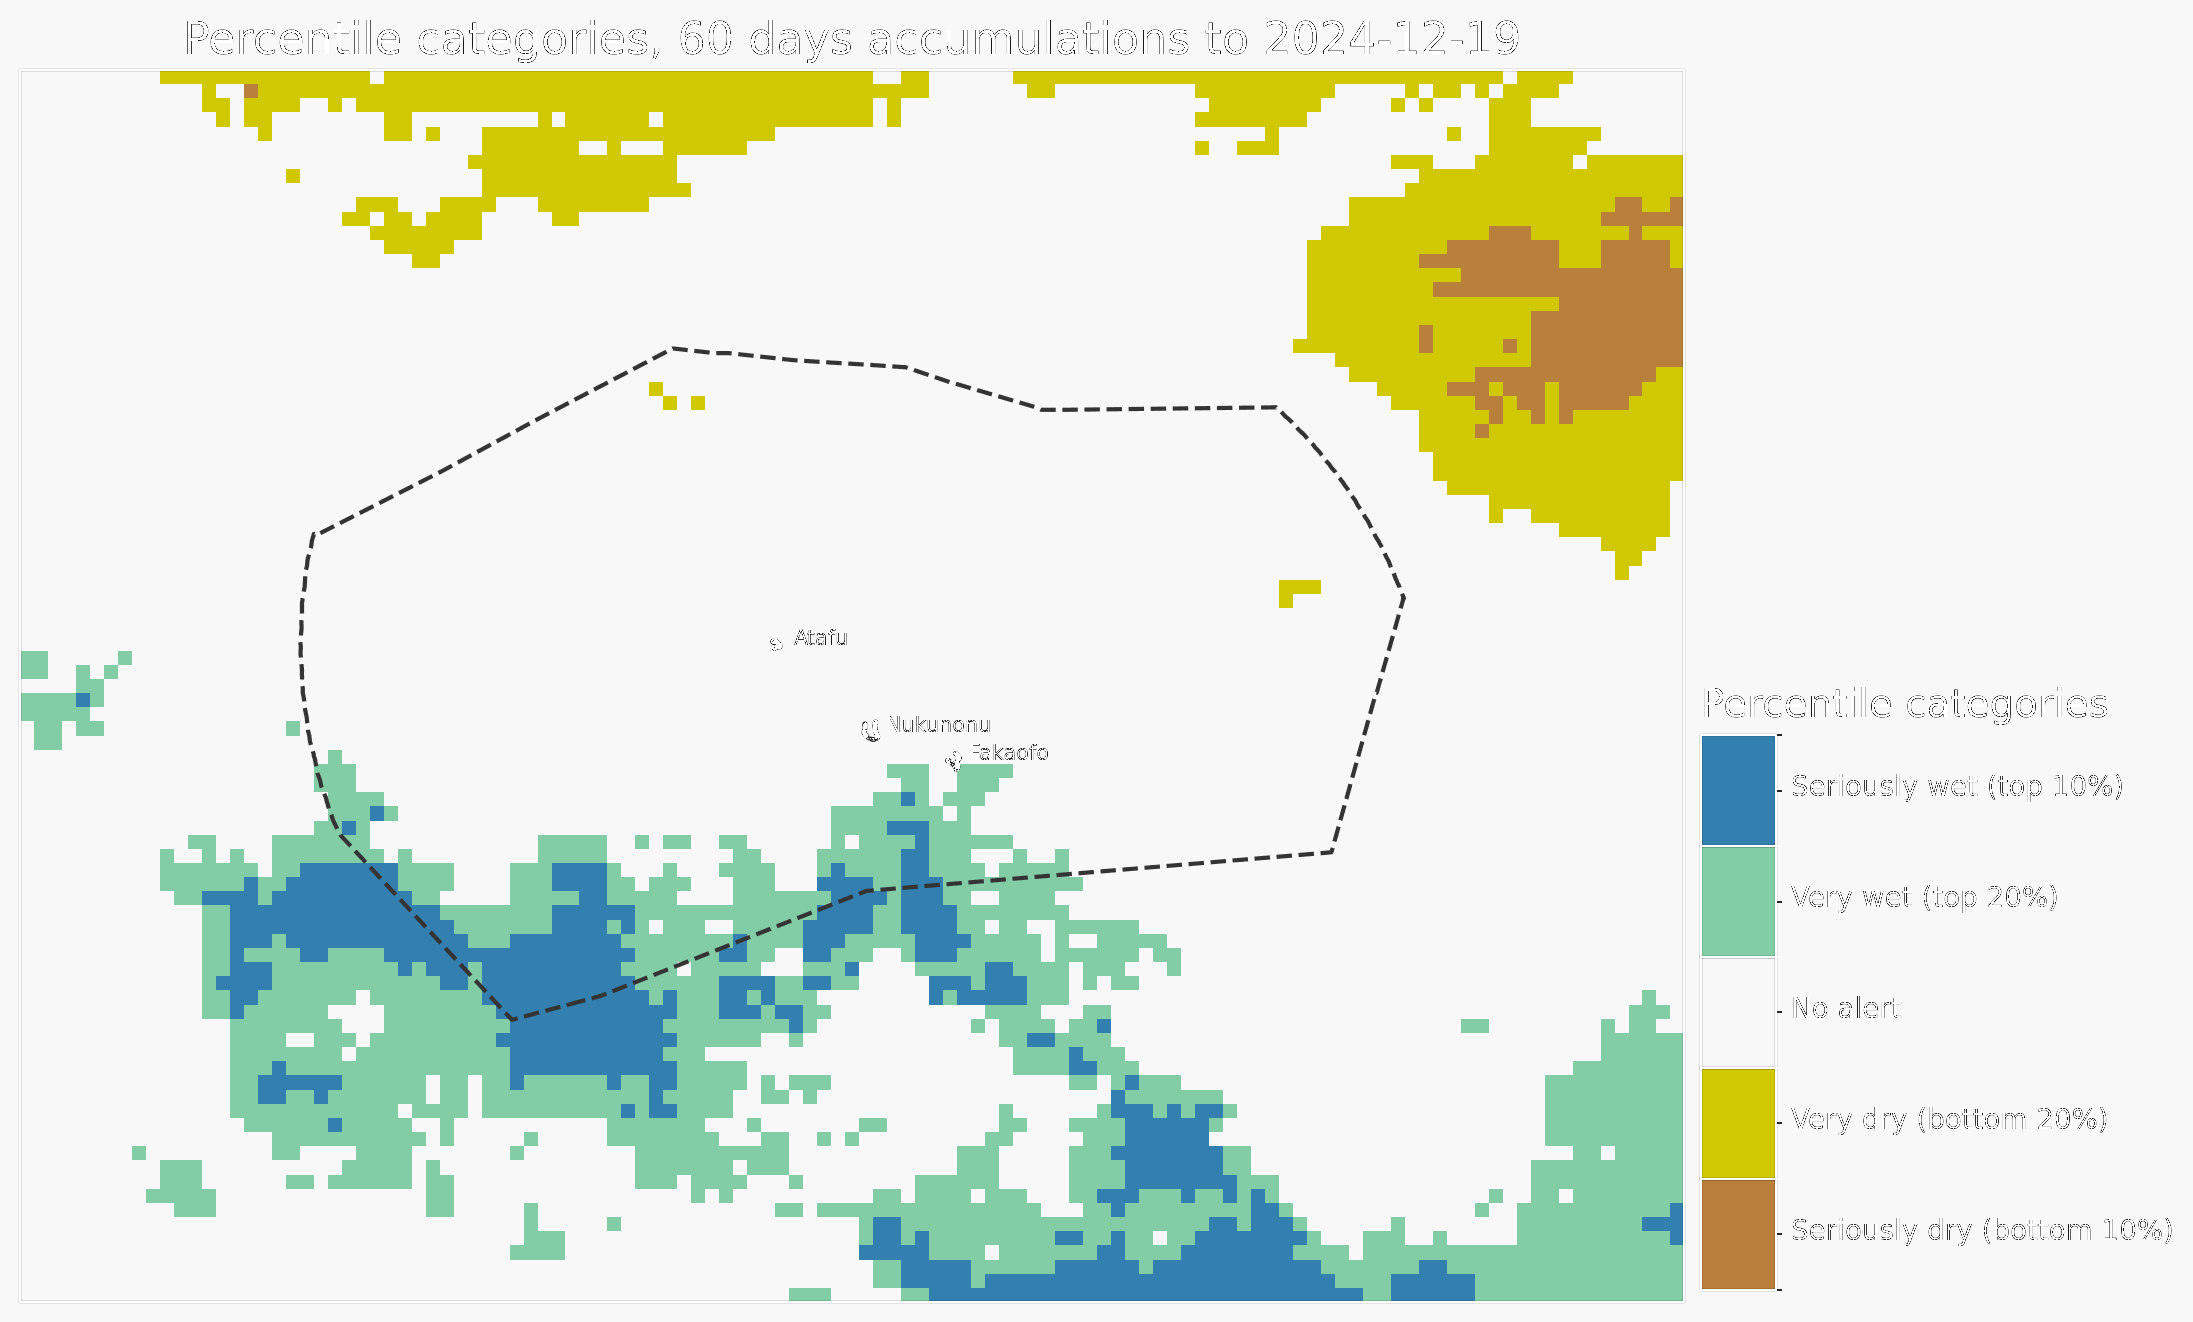 Percentile categories, 60 days accumulations to 2024-12-19
Atafu
Nukunonu
Fakaofo
Percentile categories
Seriously wet (top 10%)
Very wet (top 20%)
No alert
Very dry (bottom 20%)
Seriously dry (bottom 10%)